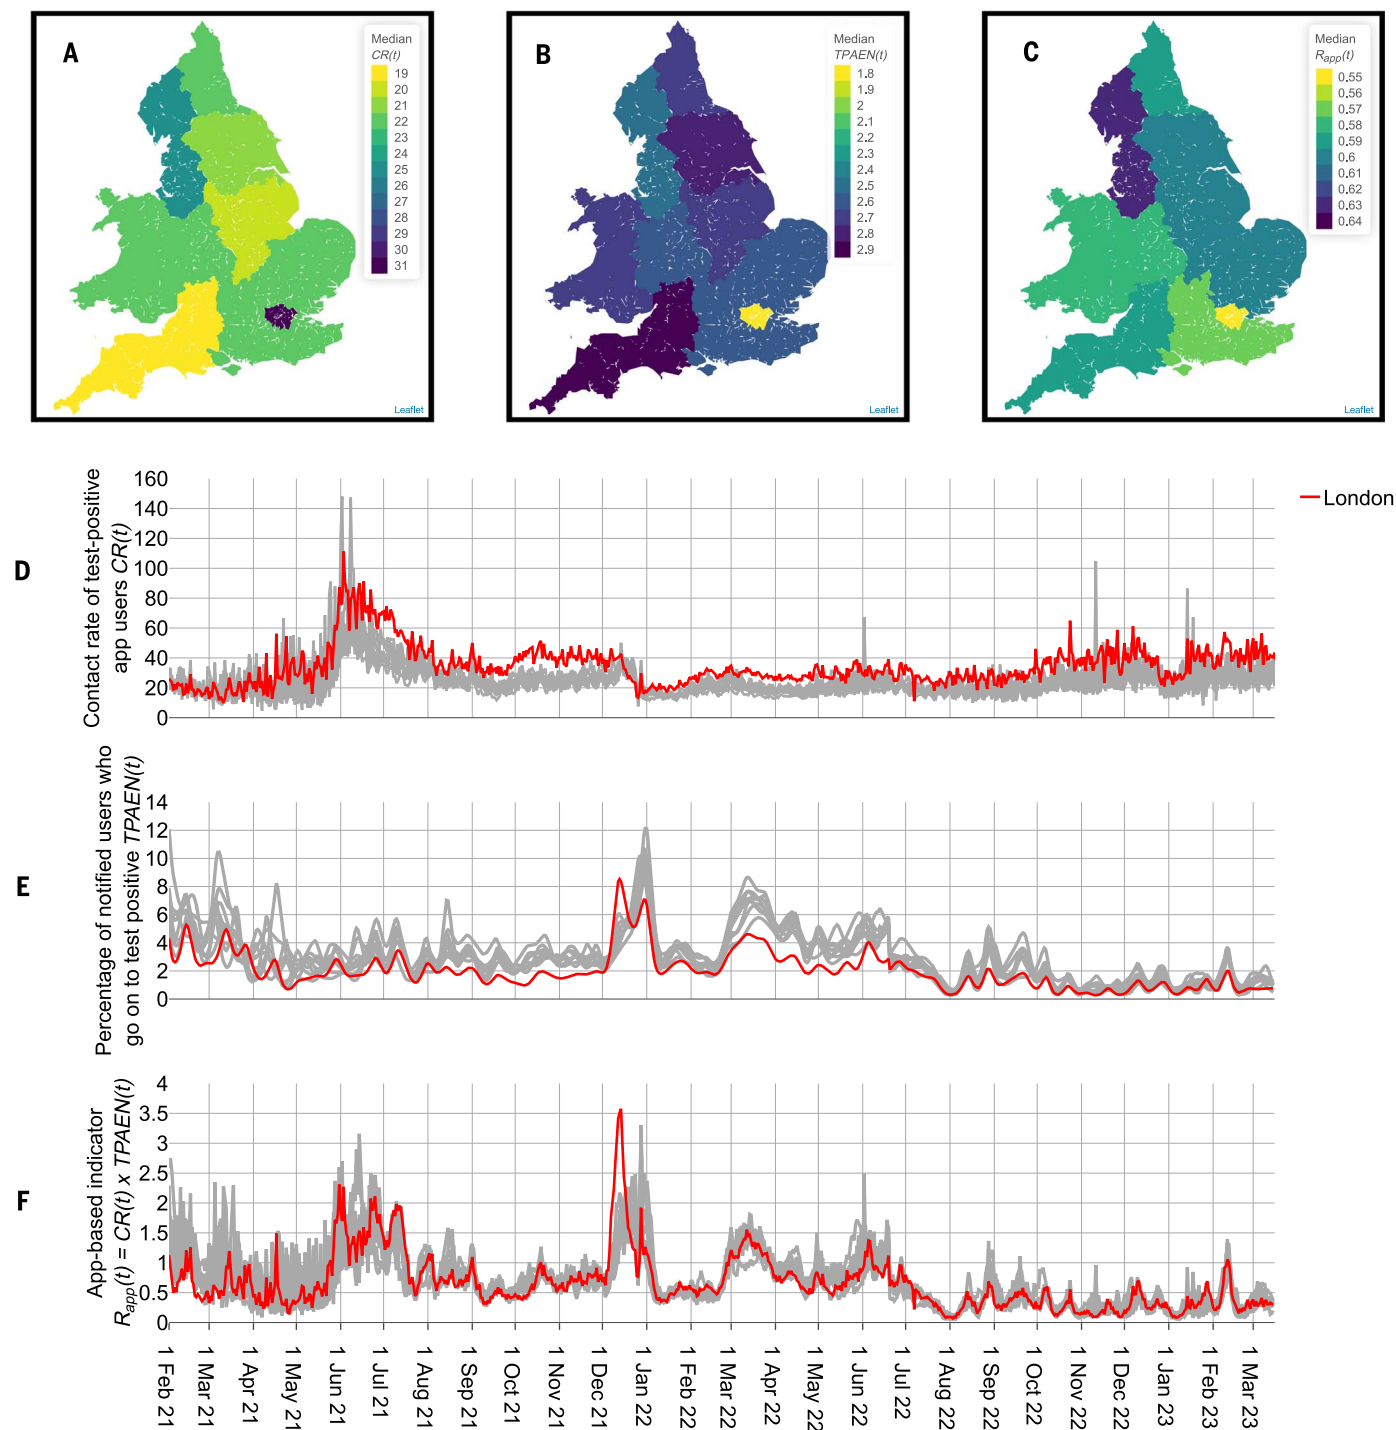 A
Median
CR(t)
19
20
21
22
23
24
25
26
28
29
30
31
Leaflet
B
Median
TPAEN(t)
1.8
1.9
2
2.1
2.3
2.4
2.5
2.6
2.7
2.8
2.9
Leaflet
C
Median
Rapp(t)
0.55
0.56
0.57
0.58
0.59
0.6
0.61
0.62
0.63
0.64
Leaflet
D
Contact rate of test-positive
app users CR(t)
160
140
120
100
80
60
40
20
0
London
E
Percentage of notified users who
go on to test positive TPAEN(t)
14
12
10
8
6
4
2
0
F
App-based indicator
Rapp(t) = CR(t) x TPAEN(t)
4
3.5
3
2.5
2
1.5
1
0.5
0
1 Feb 21
1 Mar 21
1 Apr 21
1 May 21
1 Jun 21
1 Jul 21
1 Aug 21
1 Sep 21
1 Oct 21
1 Nov 21
1 Dec 21
1 Jan 22
1 Feb 22
1 Mar 22
1 Apr 22
1 May 22
1 Jun 22
1 Jul 22
1 Aug 22
1 Sep 22
1 Oct 22
1 Nov 22
1 Dec 22
1 Jan 23
1 Feb 23
1 Mar 23